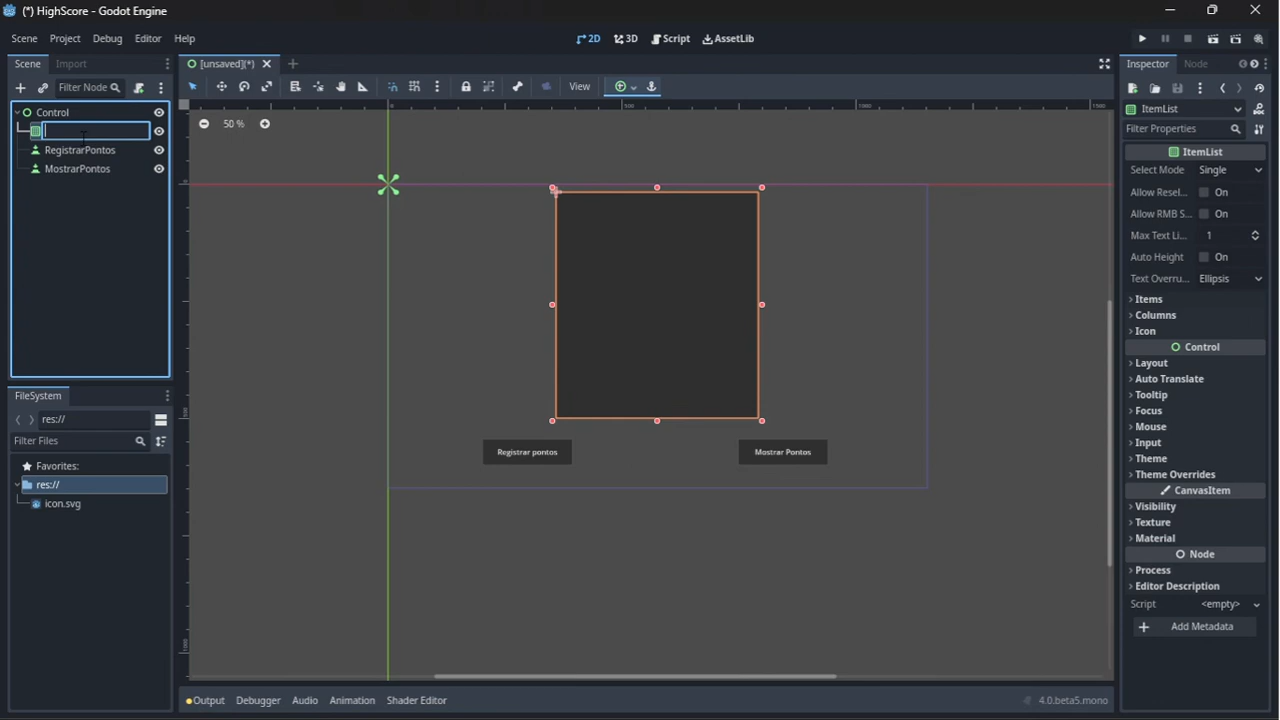 (*) HighScore - Godot Engine
Scene Project Debug Editor Help
2D 3D Script AssetLib
Scene Import
[unsaved](*)
Inspector Node
Filter Node
View
50 %
0 500 1000 1500
Control
RegistrarPontos
MostrarPontos
ItemList
Filter Properties
ItemList
Select Mode Single
Allow Resel... On
Allow RMB S... On
Max Text Li... 1
Auto Height On
Text Overru... Ellipsis
Items
Columns
Icon
Control
Layout
Auto Translate
Tooltip
Focus
Mouse
Input
Theme
Theme Overrides
CanvasItem
Visibility
Texture
Material
Node
Process
Editor Description
Script <empty>
Add Metadata
Registrar pontos
Mostrar Pontos
FileSystem
res://
Filter Files
Favorites:
res://
icon.svg
Output Debugger Audio Animation Shader Editor
4.0.beta5.mono